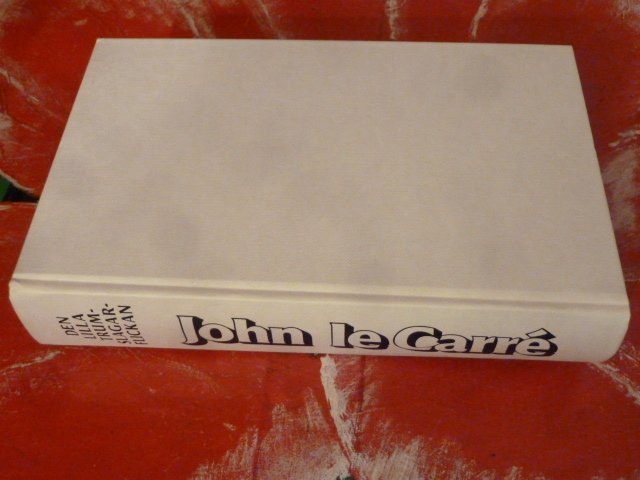 DEN
LILLA
TRUM-
SLAGAR-
FLICKAN
John le Carré